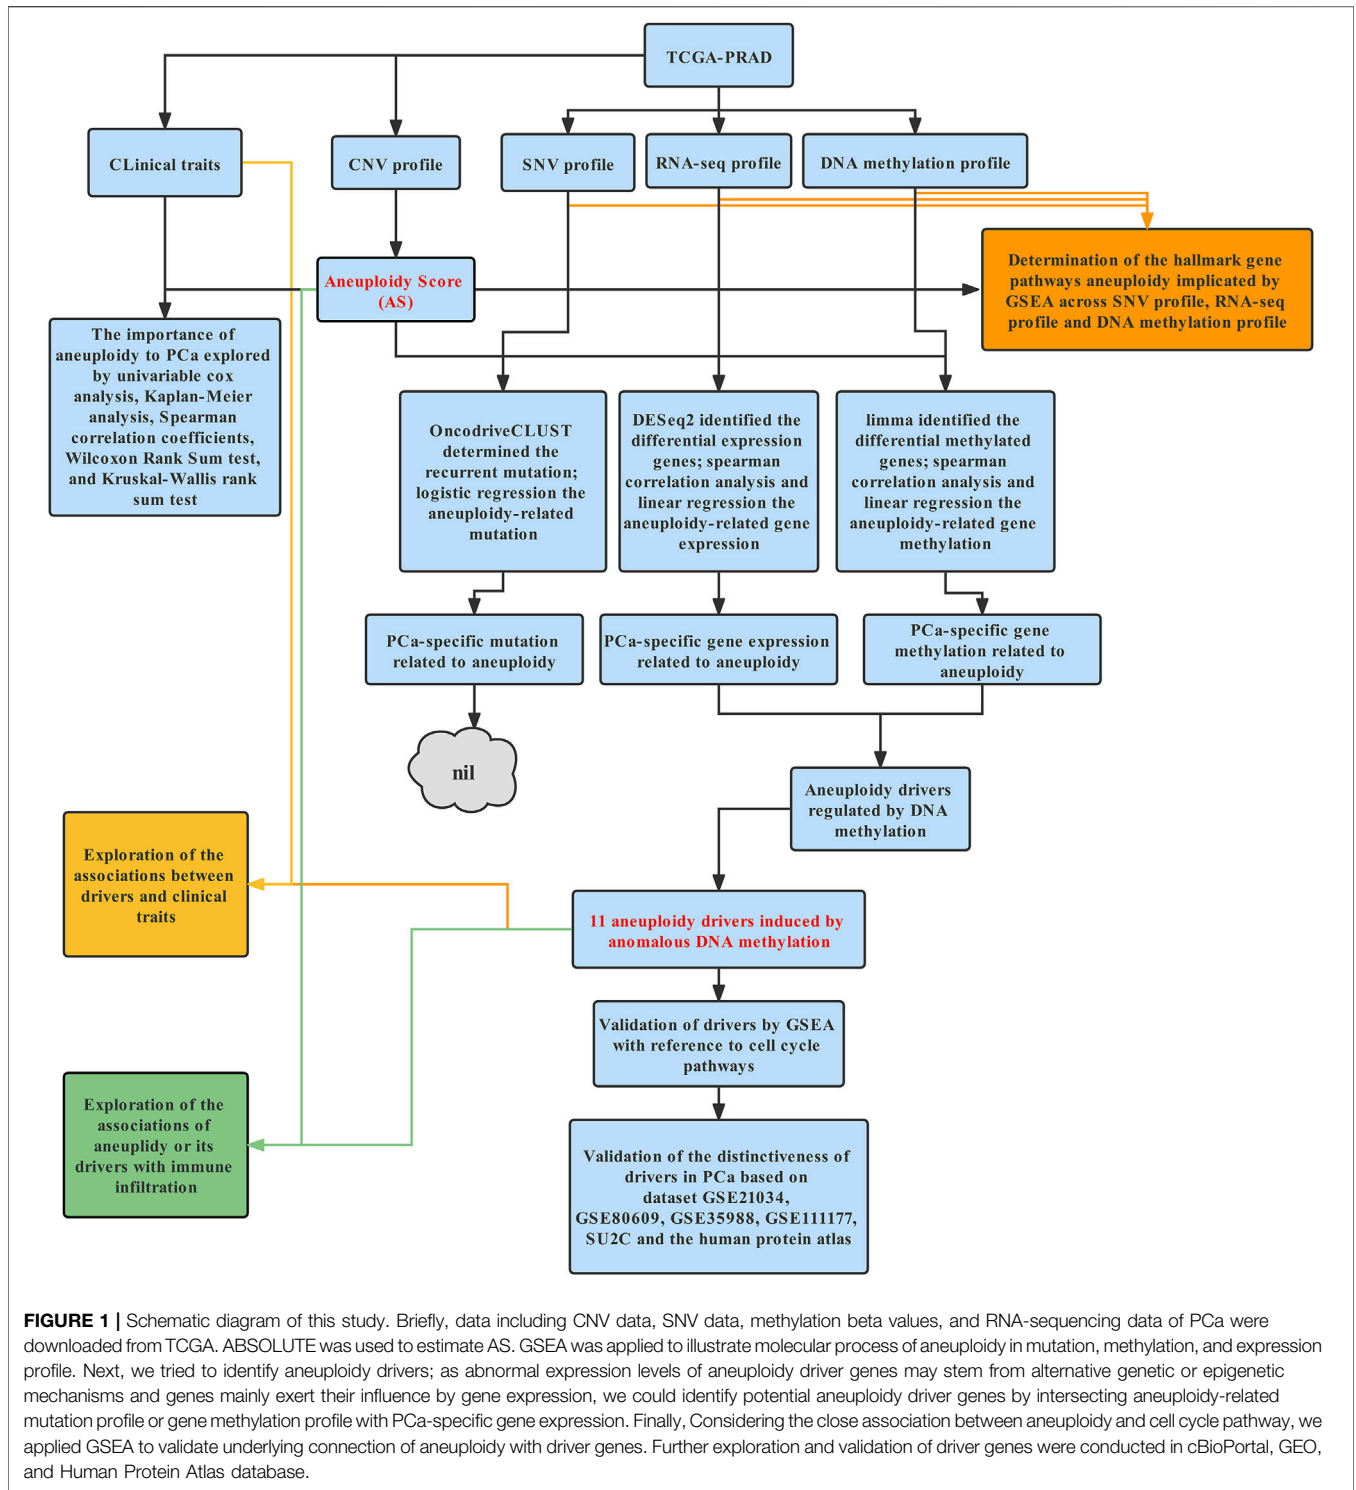 TCGA-PRAD
CLinical traits
CNV profile
SNV profile
RNA-seq profile
DNA methylation profile
Aneuploidy Score
(AS)
Determination of the hallmark gene
pathways aneuploidy implicated by
GSEA across SNV profile, RNA-seq
profile and DNA methylation profile
The importance of
aneuploidy to PCa explored
by univariable cox
analysis, Kaplan-Meier
analysis, Spearman
correlation coefficients,
Wilcoxon Rank Sum test,
and Kruskal-Wallis rank
sum test
OncodriveCLUST
determined the
recurrent mutation;
logistic regression the
aneuploidy-related
mutation
DESeq2 identified the
differential expression
genes; spearman
correlation analysis and
linear regression the
aneuploidy-related gene
expression
limma identified the
differential methylated
genes; spearman
correlation analysis and
linear regression the
aneuploidy-related gene
methylation
PCa-specific mutation
related to aneuploidy
PCa-specific gene expression
related to aneuploidy
PCa-specific gene
methylation related to
aneuploidy
nil
Aneuploidy drivers
regulated by DNA
methylation
Exploration of the
associations between
drivers and clinical
traits
11 aneuploidy drivers induced by
anomalous DNA methylation
Validation of drivers by GSEA
with reference to cell cycle
pathways
Exploration of the
associations of
aneuplidy or its
drivers with immune
infiltration
Validation of the distinctiveness of
drivers in PCa based on
dataset GSE21034,
GSE80609, GSE35988, GSE111177,
SU2C and the human protein atlas
FIGURE 1 | Schematic diagram of this study. Briefly, data including CNV data, SNV data, methylation beta values, and RNA-sequencing data of PCa were
downloaded from TCGA. ABSOLUTE was used to estimate AS. GSEA was applied to illustrate molecular process of aneuploidy in mutation, methylation, and expression
profile. Next, we tried to identify aneuploidy drivers; as abnormal expression levels of aneuploidy driver genes may stem from alternative genetic or epigenetic
mechanisms and genes mainly exert their influence by gene expression, we could identify potential aneuploidy driver genes by intersecting aneuploidy-related
mutation profile or gene methylation profile with PCa-specific gene expression. Finally, Considering the close association between aneuploidy and cell cycle pathway, we
applied GSEA to validate underlying connection of aneuploidy with driver genes. Further exploration and validation of driver genes were conducted in cBioPortal, GEO,
and Human Protein Atlas database.